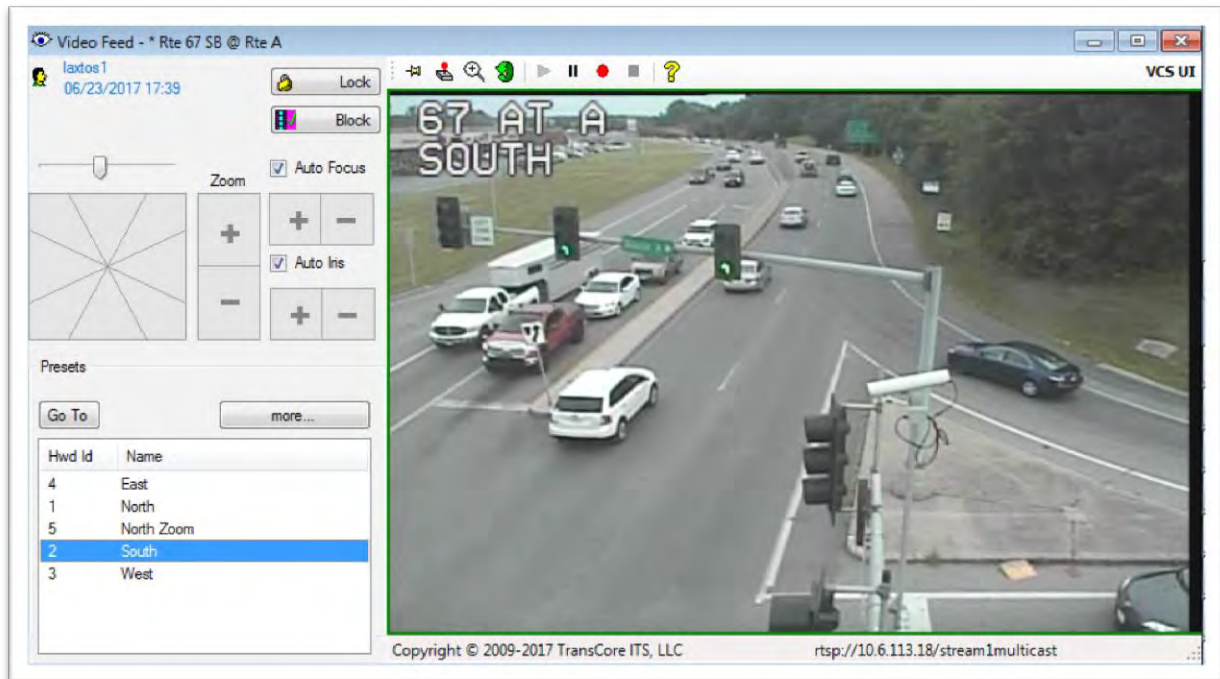 Video Feed - * Rte 67 SB @ Rte A
laxtos1
06/23/2017 17:39
Lock
Block
Zoom
Auto Focus
+
-
+ -
Auto Iris
+ -
Presets
Go To
more...
Hwd Id Name
4 East
1 North
5 North Zoom
2 South
3 West
VCS UI
67 AT A
SOUTH
Copyright © 2009-2017 TransCore ITS, LLC
rtsp://10.6.113.18/stream1multicast